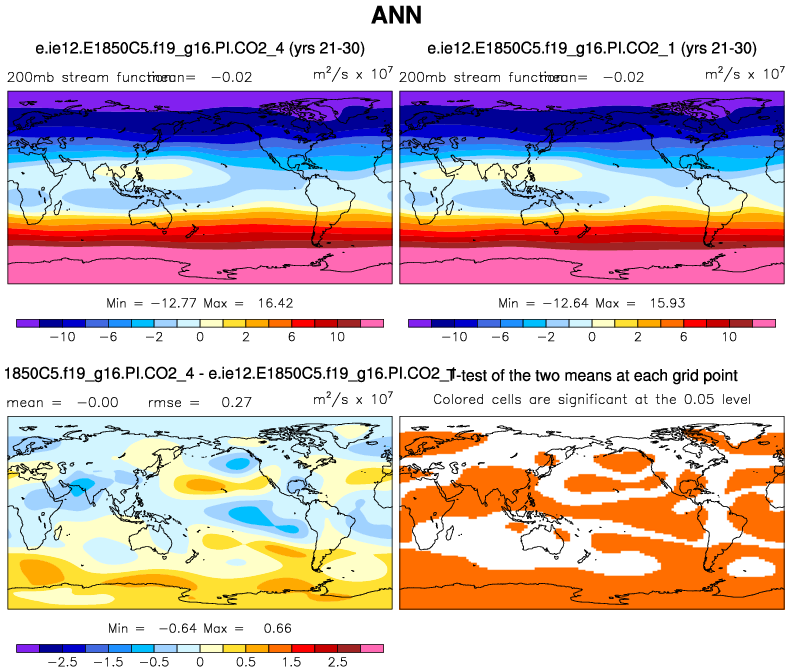 ANN
e.ie12.E1850C5.f19_g16.PI.CO2_4 (yrs 21-30)
e.ie12.E1850C5.f19_g16.PI.CO2_1 (yrs 21-30)
200mb stream function mean= −0.02 m²/s x 10⁷
200mb stream function mean= −0.02 m²/s x 10⁷
Min = −12.77 Max = 16.42
Min = −12.64 Max = 15.93
−10 −6 −2 0 2 6 10
−10 −6 −2 0 2 6 10
1850C5.f19_g16.PI.CO2_4 - e.ie12.E1850C5.f19_g16.PI.CO2_1
T-test of the two means at each grid point
mean = −0.00 rmse = 0.27 m²/s x 10⁷
Colored cells are significant at the 0.05 level
Min = −0.64 Max = 0.66
−2.5 −1.5 −0.5 0 0.5 1.5 2.5